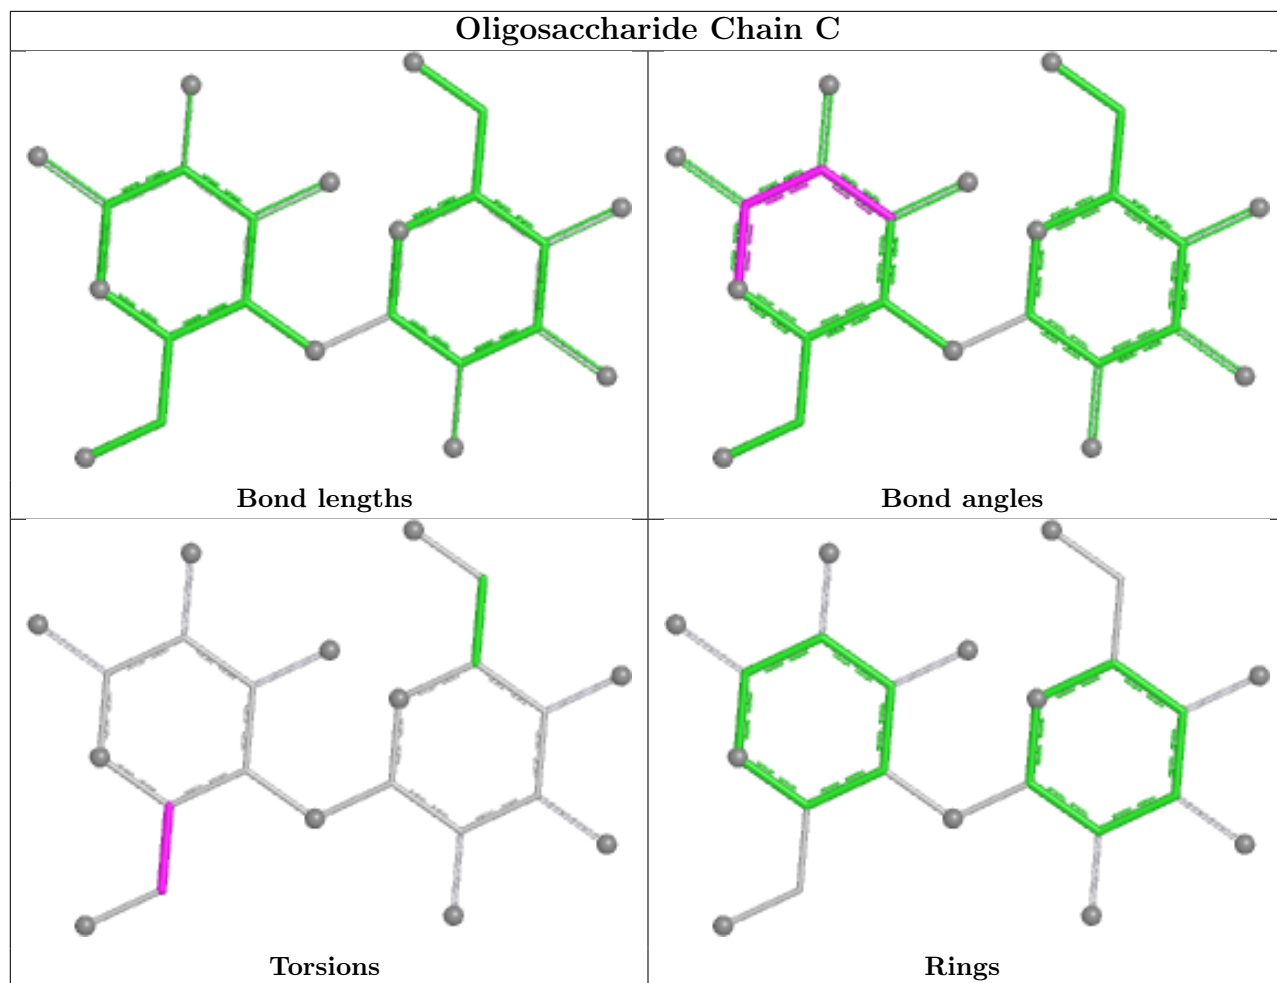 Oligosaccharide Chain C
Bond lengths
Bond angles
Torsions
Rings